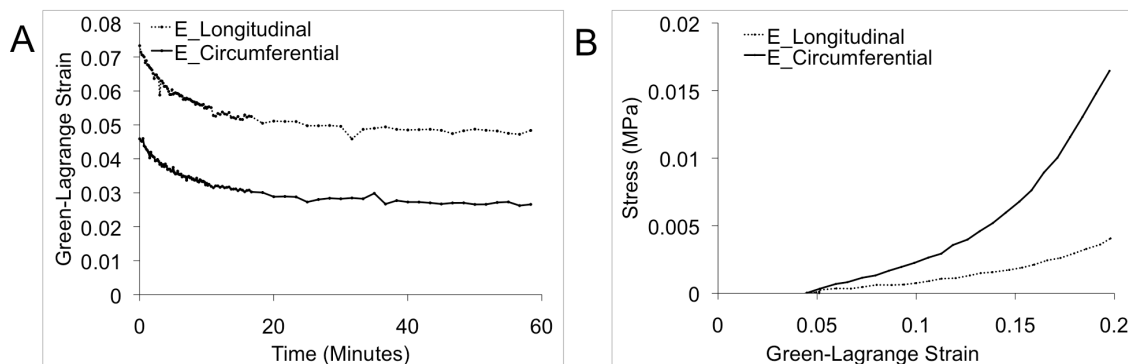 A
Green-Lagrange Strain
0.08
0.07
0.06
0.05
0.04
0.03
0.02
0.01
0
E_Longitudinal
E_Circumferential
0 20 40 60
Time (Minutes)
B
Stress (MPa)
0.02
0.015
0.01
0.005
0
E_Longitudinal
E_Circumferential
0 0.05 0.1 0.15 0.2
Green-Lagrange Strain